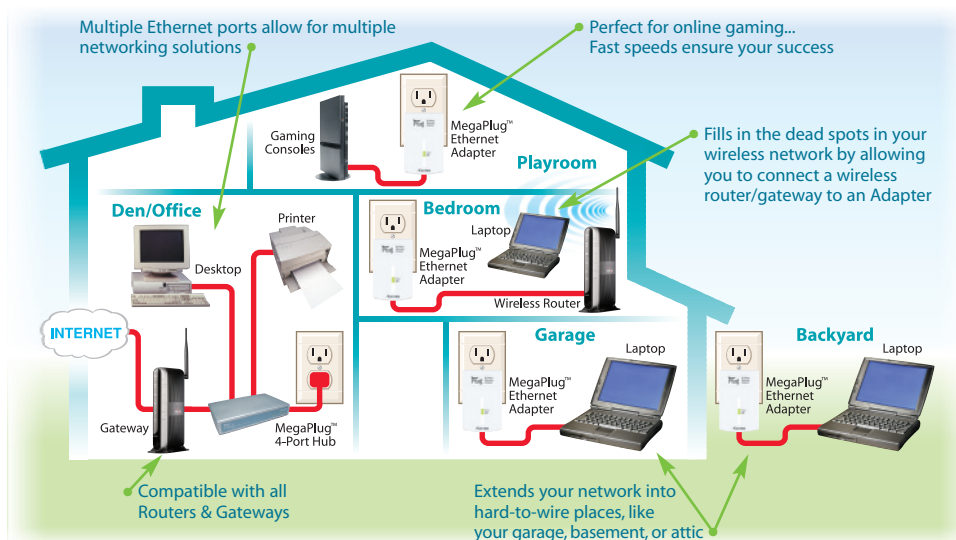 Multiple Ethernet ports allow for multiple
networking solutions
Perfect for online gaming...
Fast speeds ensure your success
Gaming
Consoles
MegaPlug™
Ethernet
Adapter
Playroom
Fills in the dead spots in your
wireless network by allowing
you to connect a wireless
router/gateway to an Adapter
Den/Office
Printer
Desktop
INTERNET
Gateway
MegaPlug™
4-Port Hub
Bedroom
Laptop
MegaPlug™
Ethernet
Adapter
Wireless Router
Garage
Laptop
MegaPlug™
Ethernet
Adapter
Backyard
Laptop
MegaPlug™
Ethernet
Adapter
Compatible with all
Routers & Gateways
Extends your network into
hard-to-wire places, like
your garage, basement, or attic